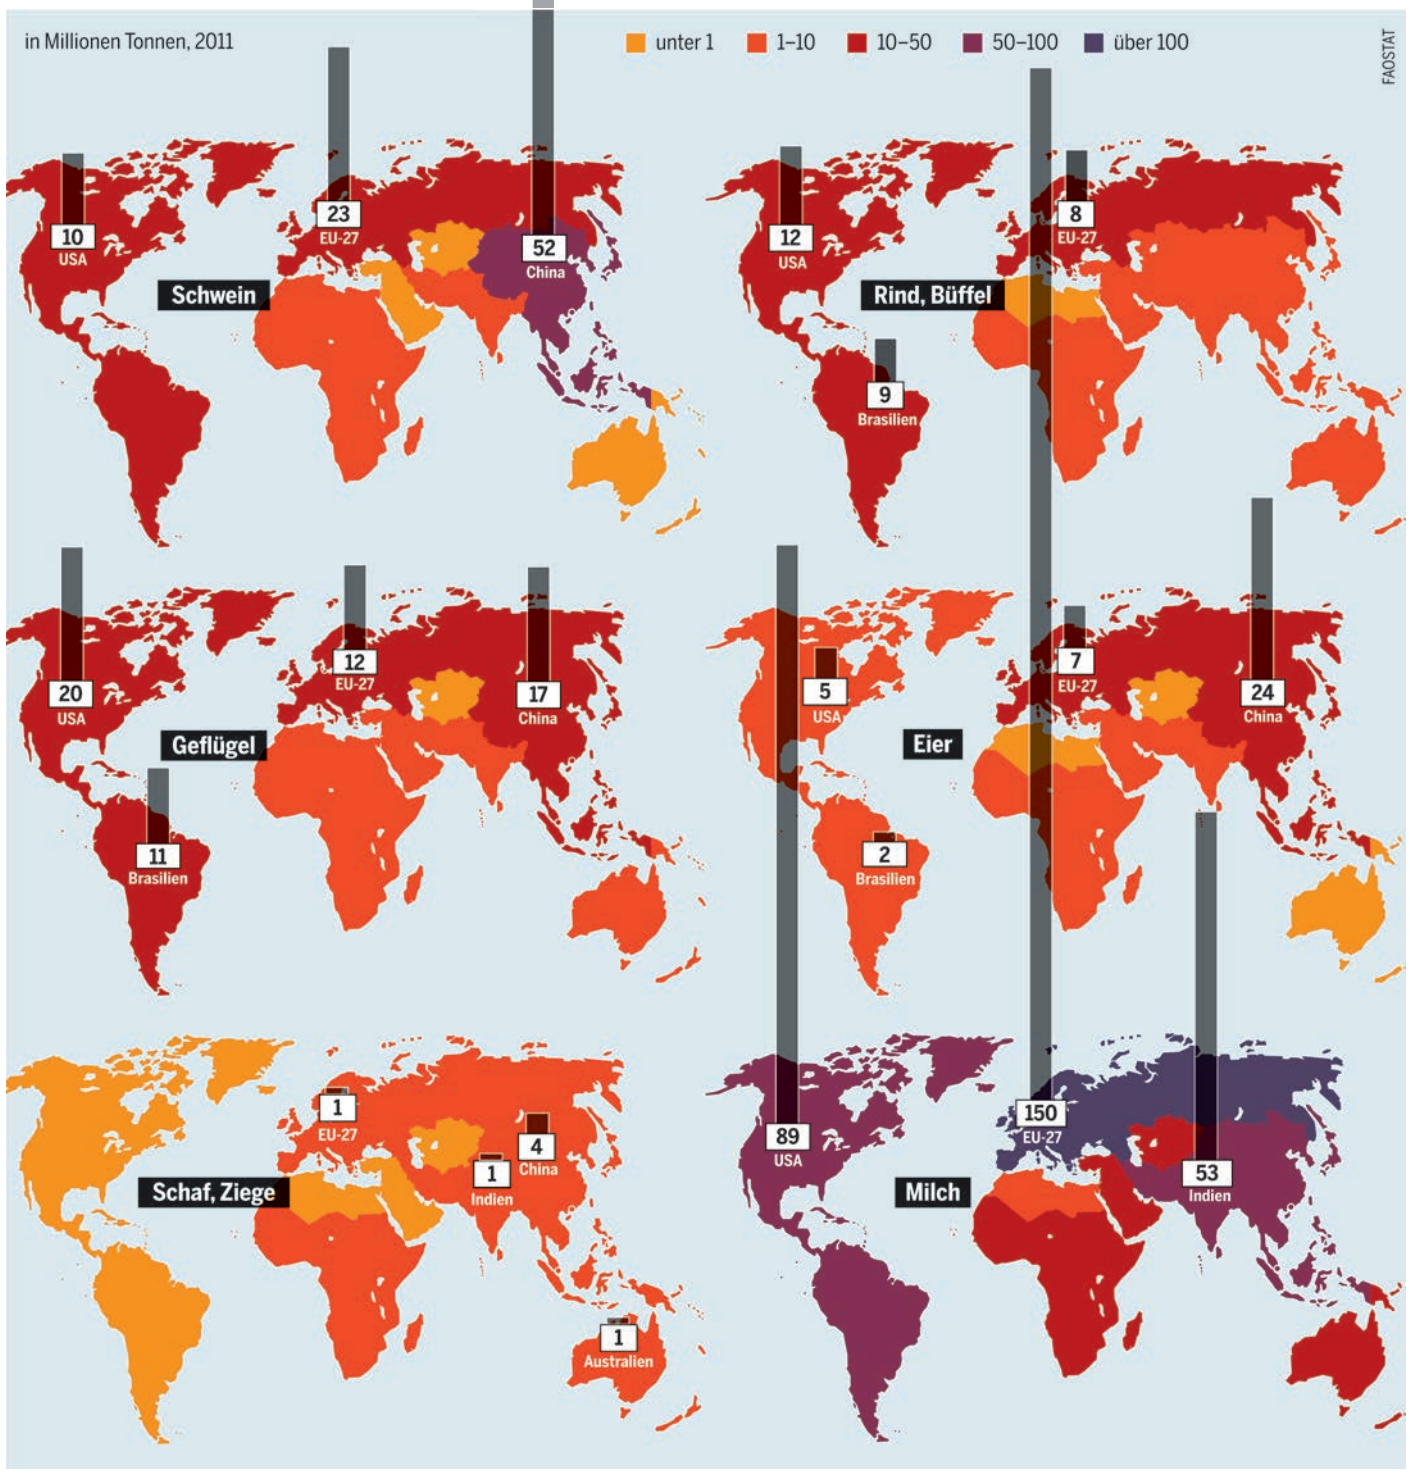 in Millionen Tonnen, 2011
unter 1
1–10
10–50
50–100
über 100
FAOSTAT
10
USA
23
EU-27
52
China
Schwein
12
USA
8
EU-27
9
Brasilien
Rind, Büffel
20
USA
12
EU-27
17
China
11
Brasilien
Geflügel
5
USA
7
EU-27
24
China
2
Brasilien
Eier
1
EU-27
4
China
1
Indien
1
Australien
Schaf, Ziege
89
USA
150
EU-27
53
Indien
Milch